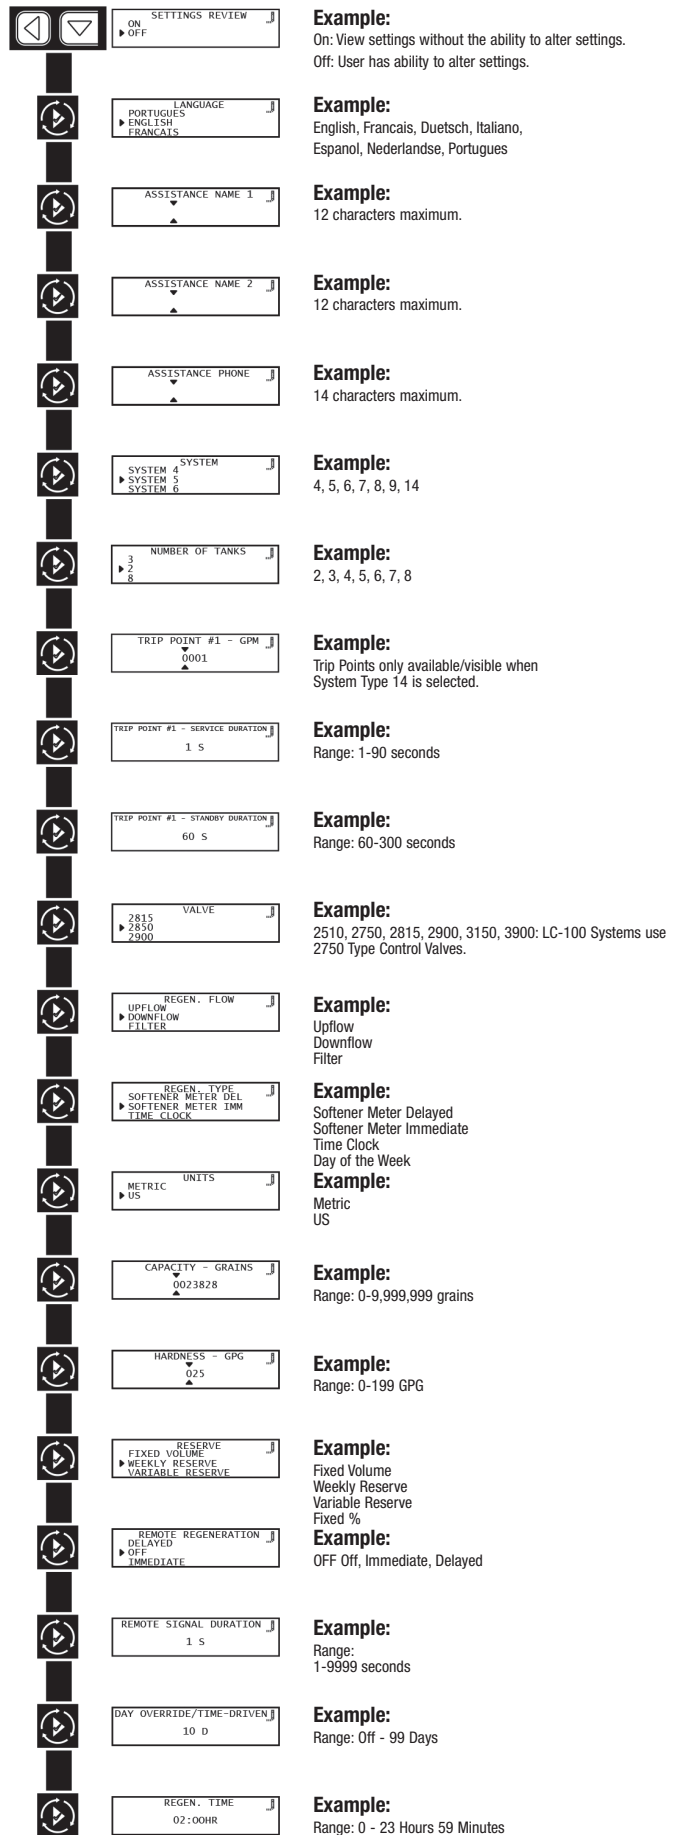 SETTINGS REVIEW
ON
OFF
Example:
On: View settings without the ability to alter settings.
Off: User has ability to alter settings.
LANGUAGE
PORTUGUES
ENGLISH
FRANCAIS
Example:
English, Francais, Duetsch, Italiano,
Espanol, Nederlandse, Portugues
ASSISTANCE NAME 1
Example:
12 characters maximum.
ASSISTANCE NAME 2
Example:
12 characters maximum.
ASSISTANCE PHONE
Example:
14 characters maximum.
SYSTEM
SYSTEM 4
SYSTEM 5
SYSTEM 6
Example:
4, 5, 6, 7, 8, 9, 14
NUMBER OF TANKS
3
2
8
Example:
2, 3, 4, 5, 6, 7, 8
TRIP POINT #1 - GPM
0001
Example:
Trip Points only available/visible when
System Type 14 is selected.
TRIP POINT #1 - SERVICE DURATION
1 S
Example:
Range: 1-90 seconds
TRIP POINT #1 - STANDBY DURATION
60 S
Example:
Range: 60-300 seconds
VALVE
2815
2850
2900
Example:
2510, 2750, 2815, 2900, 3150, 3900: LC-100 Systems use
2750 Type Control Valves.
REGEN. FLOW
UPFLOW
DOWNFLOW
FILTER
Example:
Upflow
Downflow
Filter
REGEN. TYPE
SOFTENER METER DEL
SOFTENER METER IMM
TIME CLOCK
Example:
Softener Meter Delayed
Softener Meter Immediate
Time Clock
Day of the Week
UNITS
METRIC
US
Example:
Metric
US
CAPACITY - GRAINS
0023828
Example:
Range: 0-9,999,999 grains
HARDNESS - GPG
025
Example:
Range: 0-199 GPG
RESERVE
FIXED VOLUME
WEEKLY RESERVE
VARIABLE RESERVE
Example:
Fixed Volume
Weekly Reserve
Variable Reserve
Fixed %
REMOTE REGENERATION
DELAYED
OFF
IMMEDIATE
Example:
OFF Off, Immediate, Delayed
REMOTE SIGNAL DURATION
1 S
Example:
Range:
1-9999 seconds
DAY OVERRIDE/TIME-DRIVEN
10 D
Example:
Range: Off - 99 Days
REGEN. TIME
02:00HR
Example:
Range: 0 - 23 Hours 59 Minutes